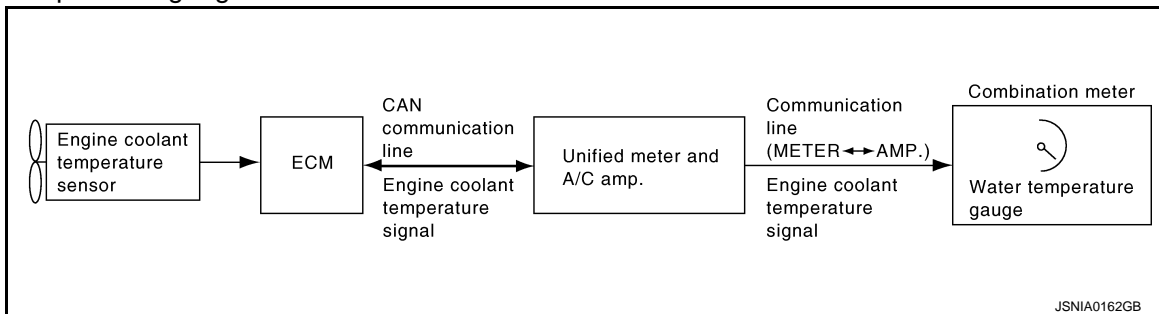 Engine coolant
temperature
sensor
ECM
CAN
communication
line
Engine coolant
temperature
signal
Unified meter and
A/C amp.
Communication
line
(METER↔AMP.)
Engine coolant
temperature
signal
Combination meter
Water temperature
gauge
JSNIA0162GB